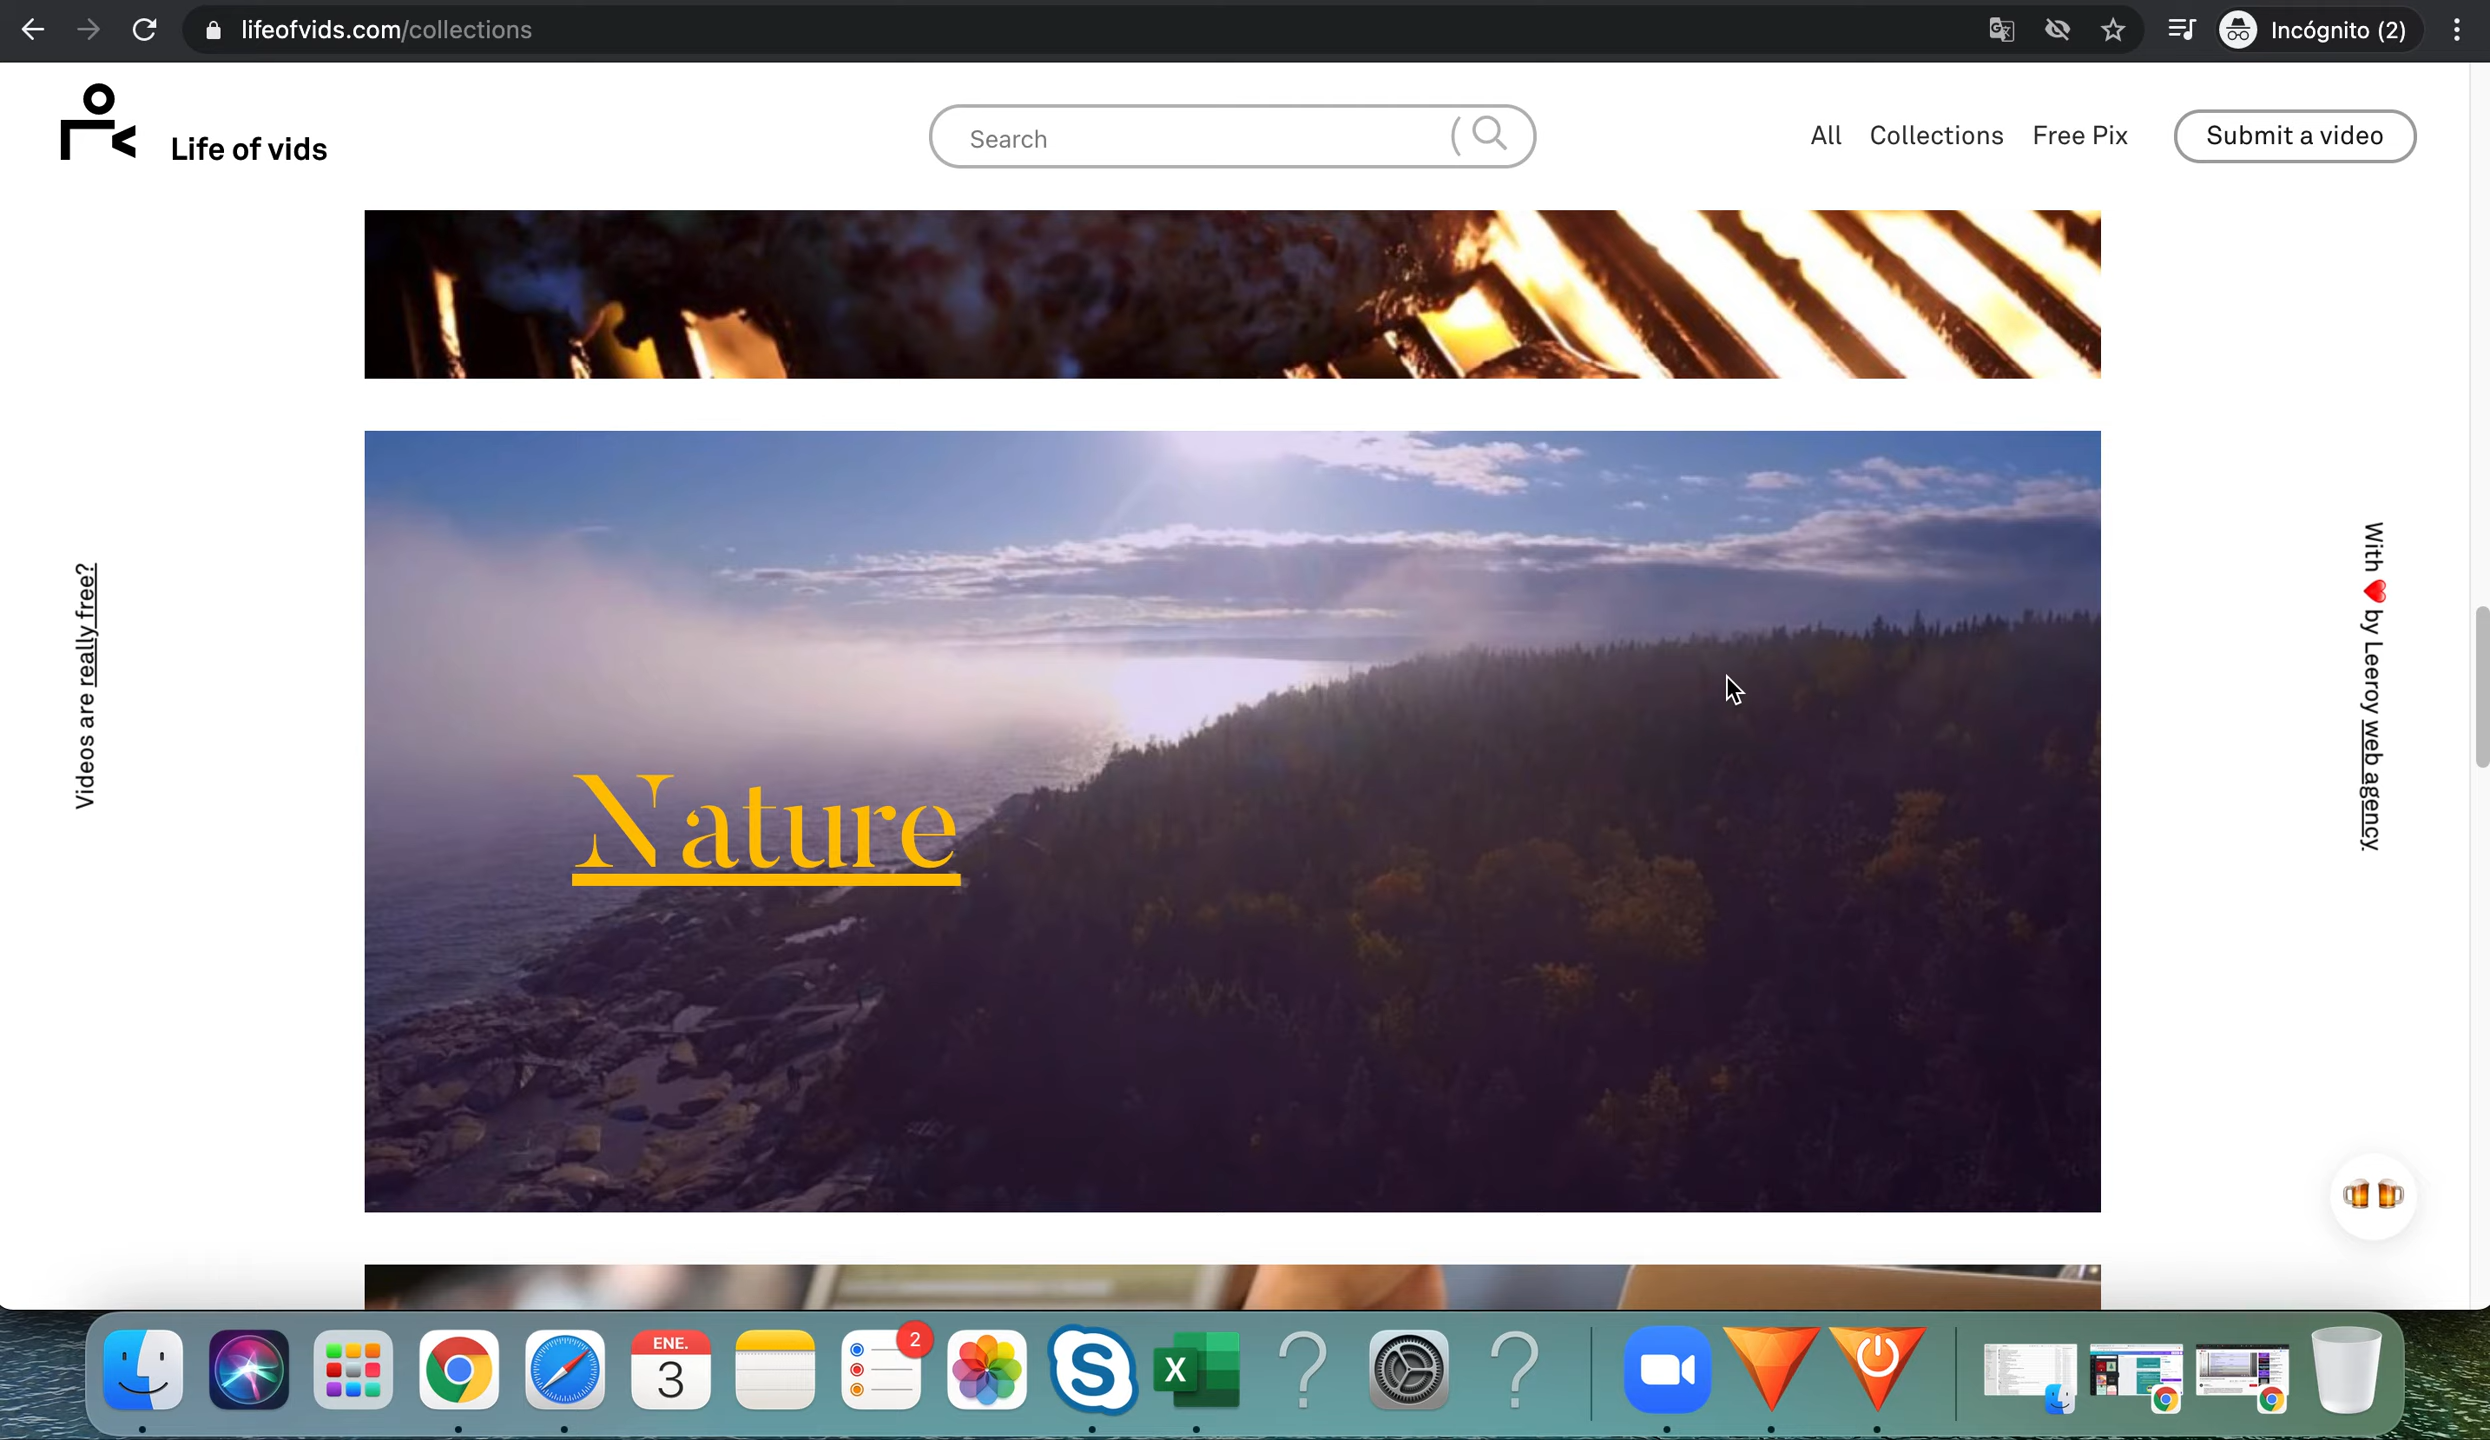 lifeofvids.com/collections
Incógnito (2)
Life of vids
Search
All
Collections
Free Pix
Submit a video
Videos are really free?
With ❤️ by Leeroy web agency.
Nature
ENE.
3
2
S
X